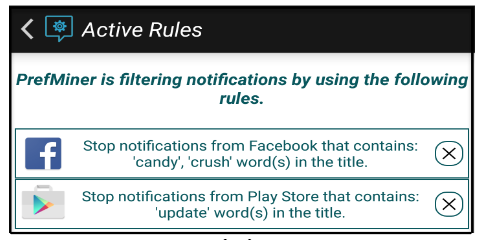 Active Rules
PrefMiner is filtering notifications by using the following
rules.
Stop notifications from Facebook that contains:
'candy', 'crush' word(s) in the title.
Stop notifications from Play Store that contains:
'update' word(s) in the title.